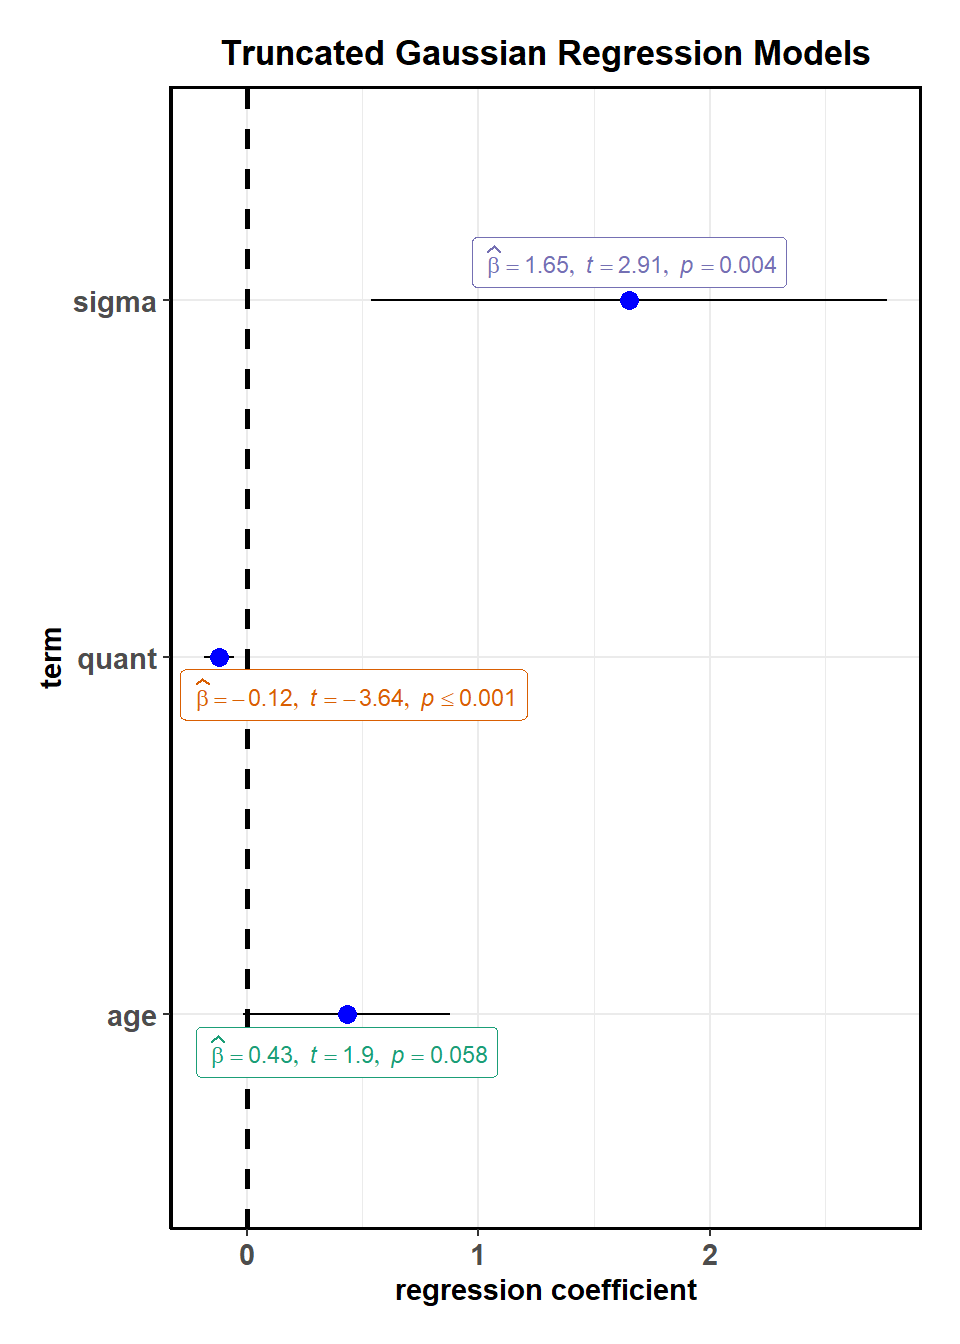 Truncated Gaussian Regression Models
β̂ = 1.65, t = 2.91, p = 0.004
sigma
term
quant
β̂ = −0.12, t = −3.64, p ≤ 0.001
age
β̂ = 0.43, t = 1.9, p = 0.058
0 1 2
regression coefficient